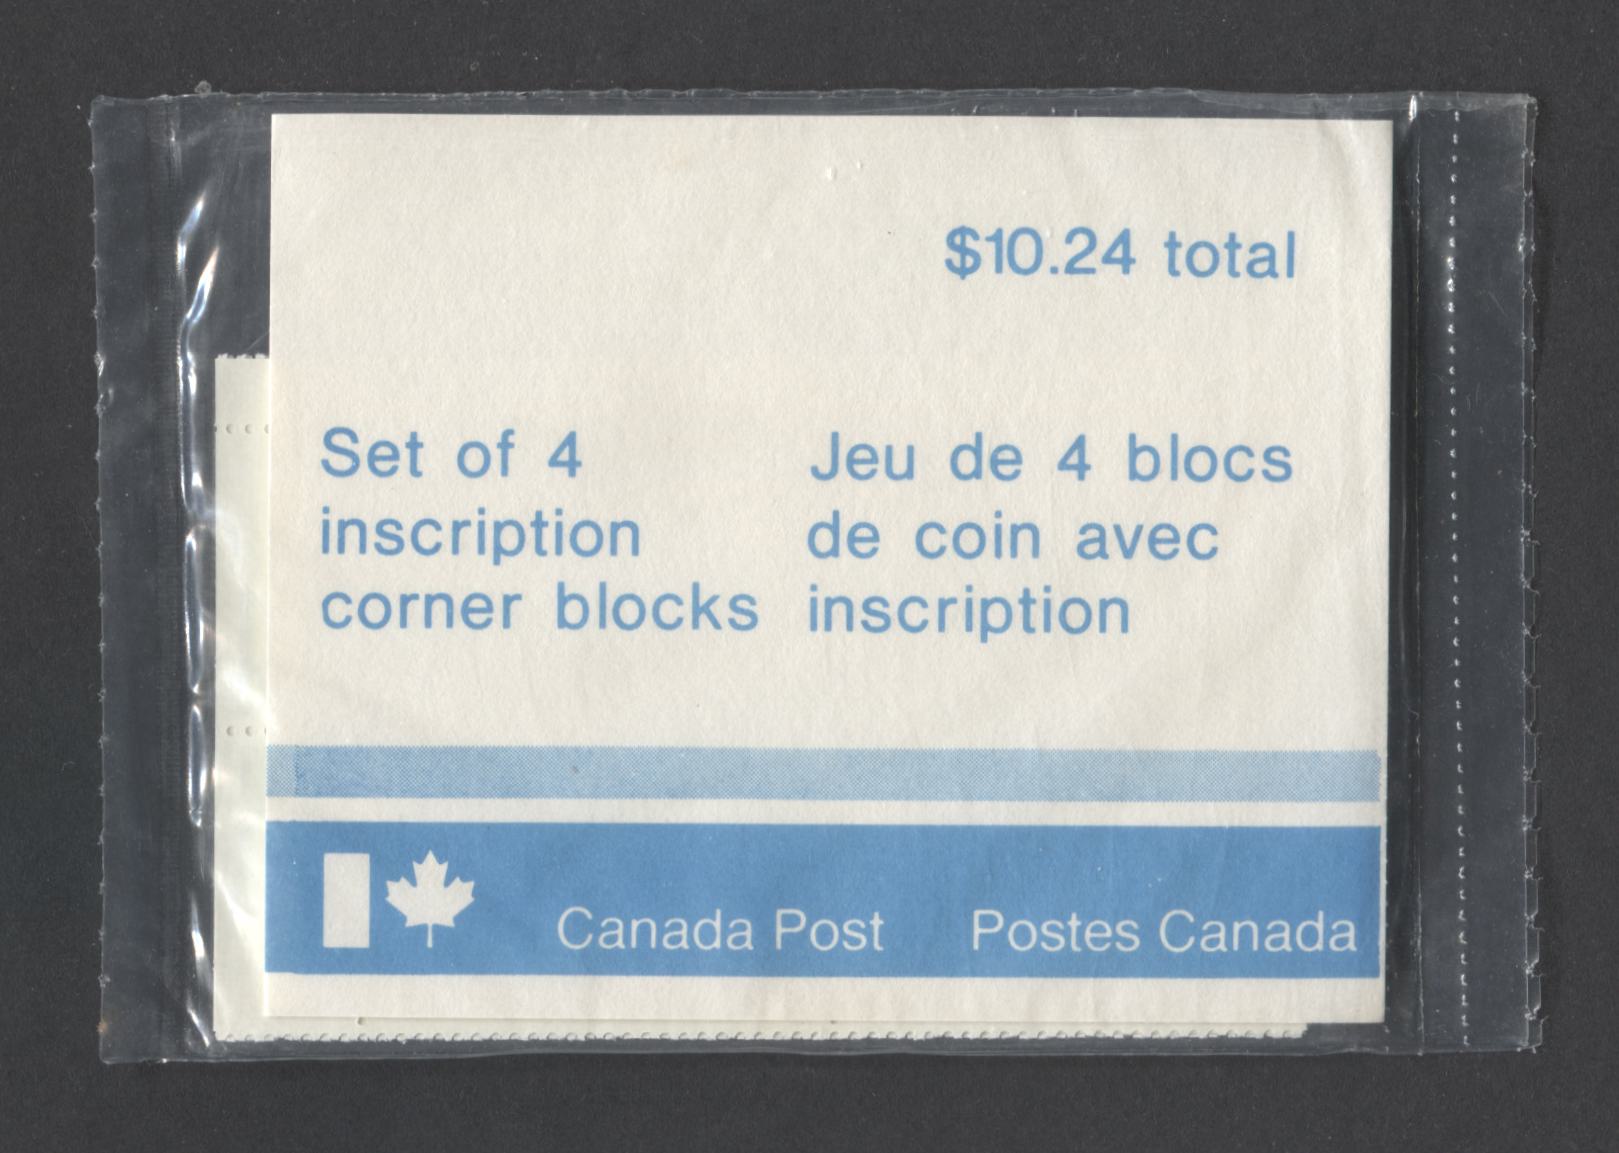 $10.24 total
Set of 4
inscription
corner blocks
Jeu de 4 blocs
de coin avec
inscription
Canada Post
Postes Canada